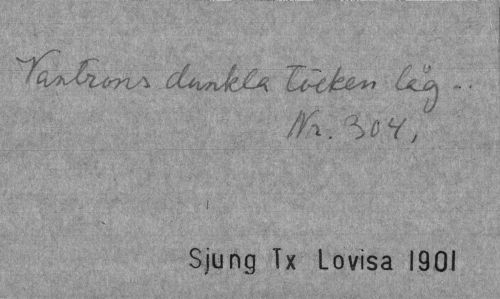 Vantrons dunkla töcken låg ..
Nr. 304,
Sjung Tx Lovisa 1901